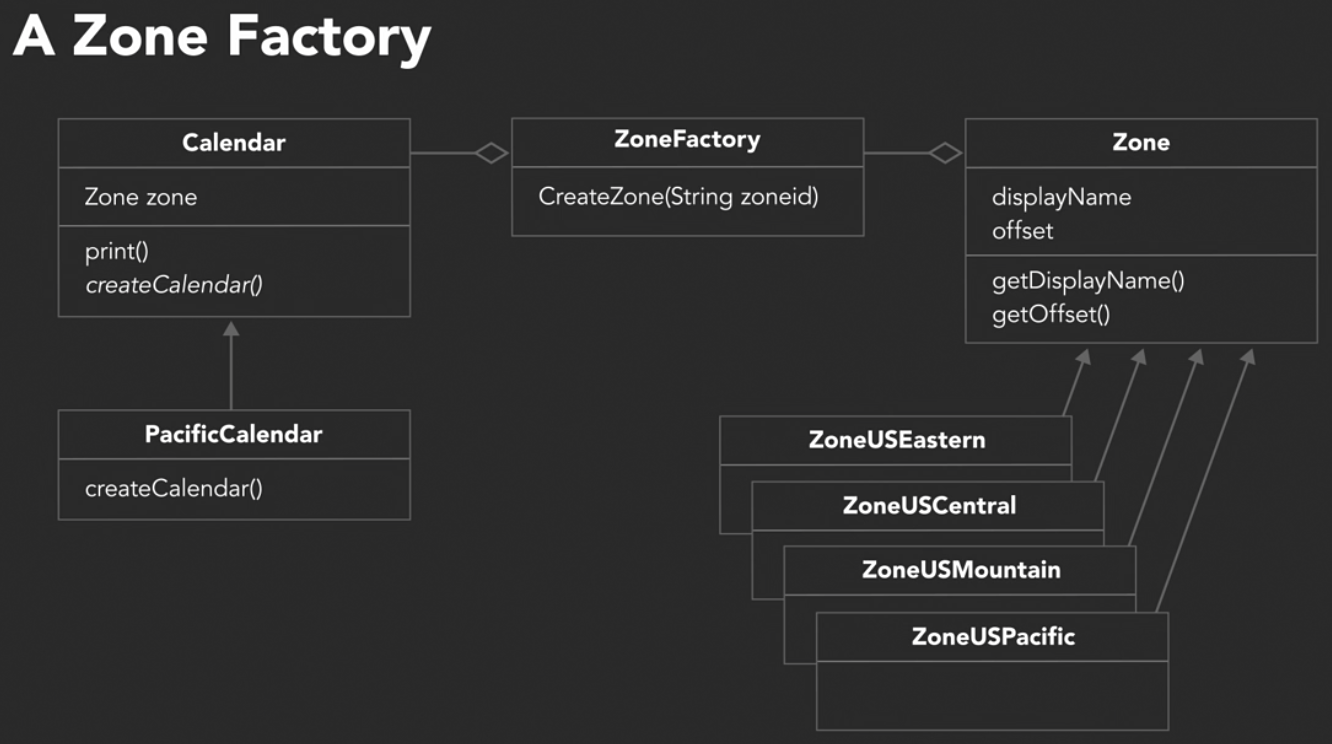 A Zone Factory
Calendar
Zone zone
print()
createCalendar()
ZoneFactory
CreateZone(String zoneid)
Zone
displayName
offset
getDisplayName()
getOffset()
PacificCalendar
createCalendar()
ZoneUSEastern
ZoneUSCentral
ZoneUSMountain
ZoneUSPacific